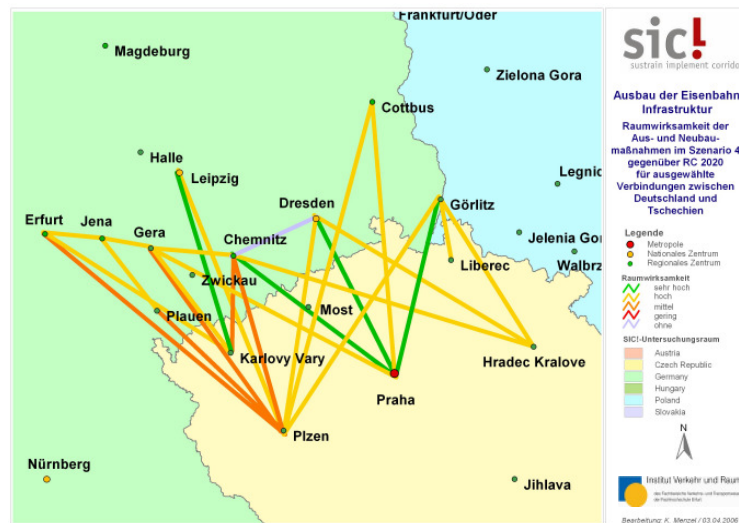 Frankfurt/Oder
Magdeburg
Zielona Gora
Cottbus
Halle
Leipzig
Legnic
Dresden
Görlitz
Erfurt
Jena
Gera
Chemnitz
Jelenia Gor
Liberec
Walbrz
Zwickau
Plauen
Most
Karlovy Vary
Hradec Kralove
Praha
Plzen
Nürnberg
Jihlava
sic!
sustrain implement corrido
Ausbau der Eisenbahn
Infrastruktur
Raumwirksamkeit der
Aus- und Neubau-
maßnahmen im Szenario 4
gegenüber RC 2020
für ausgewählte
Verbindungen zwischen
Deutschland und
Tschechien
Legende
Metropole
Nationales Zentrum
Regionales Zentrum
Raumwirksamkeit
sehr hoch
hoch
mittel
gering
ohne
SIC!-Untersuchungsraum
Austria
Czech Republic
Germany
Hungary
Poland
Slovakia
N
Institut Verkehr und Raum
der Fachhochschule Erfurt
Bearbeitung: K. Menzel / 03.04.2006